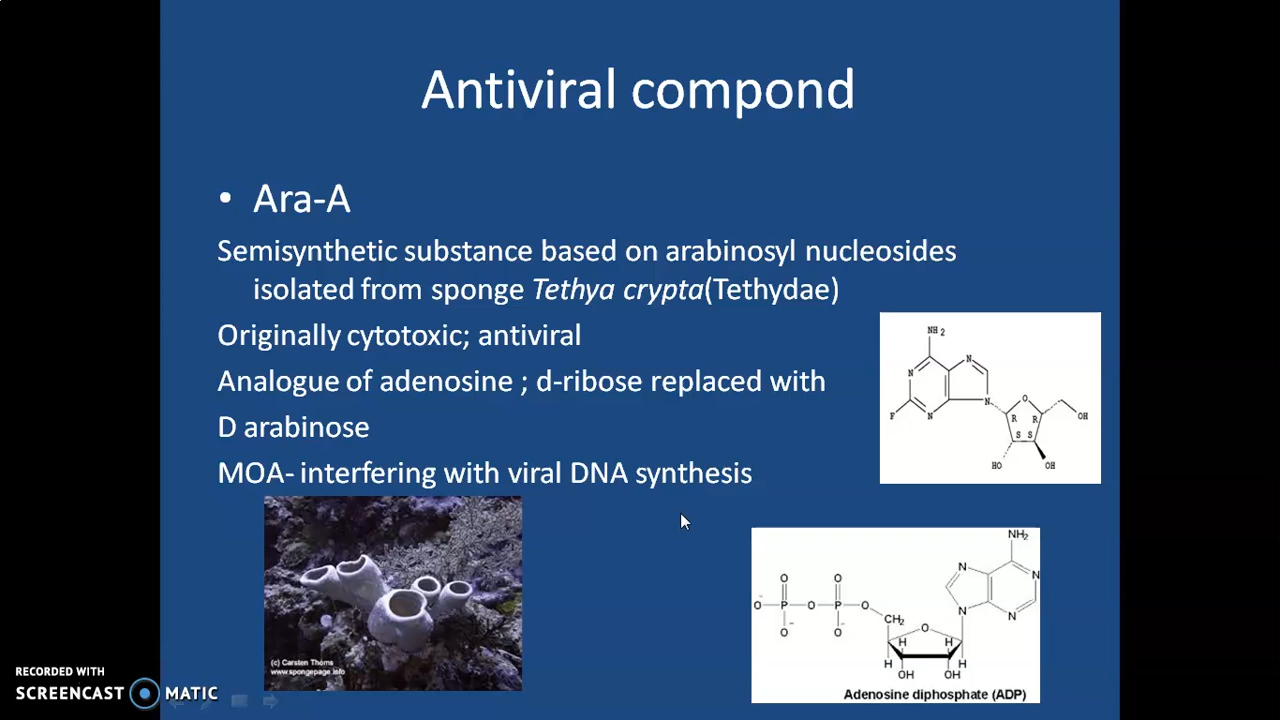 Antiviral compond
• Ara-A
Semisynthetic substance based on arabinosyl nucleosides
isolated from sponge Tethya crypta(Tethydae)
Originally cytotoxic; antiviral
Analogue of adenosine ; d-ribose replaced with
D arabinose
MOA- interfering with viral DNA synthesis
NH2
N
N
N
N
F
O
OH
R
R
S
S
HO
OH
(c) Carsten Thoms
www.spongepage.info
NH2
N
N
N
N
O
O
O-
P
O
P
O
O-
O-
CH2
O
H
H
H
H
OH
OH
Adenosine diphosphate (ADP)
RECORDED WITH
SCREENCAST MATIC